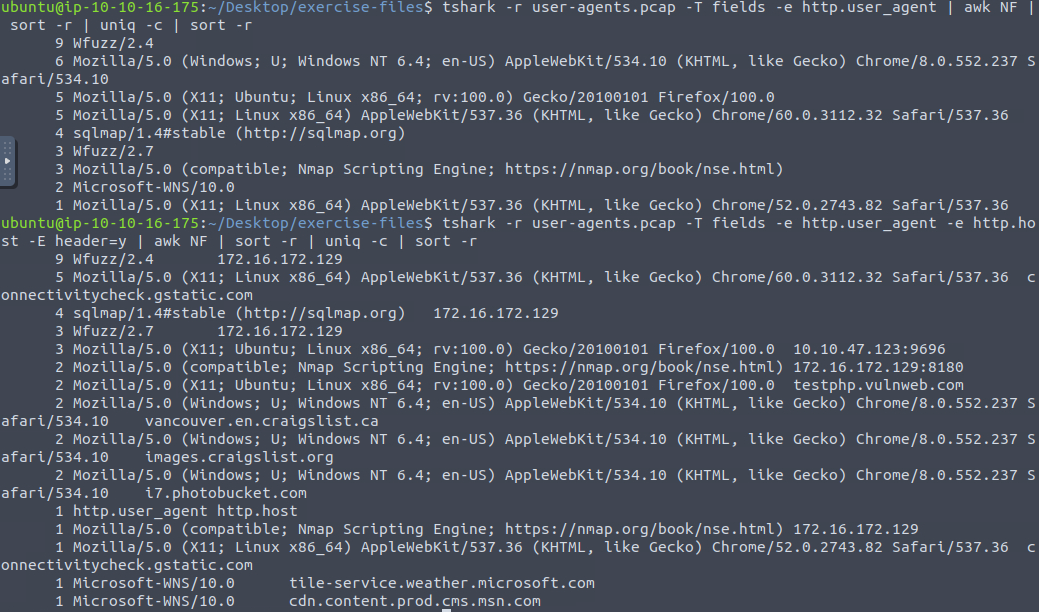 ubuntu@ip-10-10-16-175:~/Desktop/exercise-files$ tshark -r user-agents.pcap -T fields -e http.user_agent | awk NF |
 sort -r | uniq -c | sort -r
      9 Wfuzz/2.4
      6 Mozilla/5.0 (Windows; U; Windows NT 6.4; en-US) AppleWebKit/534.10 (KHTML, like Gecko) Chrome/8.0.552.237 S
afari/534.10
      5 Mozilla/5.0 (X11; Ubuntu; Linux x86_64; rv:100.0) Gecko/20100101 Firefox/100.0
      5 Mozilla/5.0 (X11; Linux x86_64) AppleWebKit/537.36 (KHTML, like Gecko) Chrome/60.0.3112.32 Safari/537.36
      4 sqlmap/1.4#stable (http://sqlmap.org)
      3 Wfuzz/2.7
      3 Mozilla/5.0 (compatible; Nmap Scripting Engine; https://nmap.org/book/nse.html)
      2 Microsoft-WNS/10.0
      1 Mozilla/5.0 (X11; Linux x86_64) AppleWebKit/537.36 (KHTML, like Gecko) Chrome/52.0.2743.82 Safari/537.36
ubuntu@ip-10-10-16-175:~/Desktop/exercise-files$ tshark -r user-agents.pcap -T fields -e http.user_agent -e http.ho
st -E header=y | awk NF | sort -r | uniq -c | sort -r
      9 Wfuzz/2.4       172.16.172.129
      5 Mozilla/5.0 (X11; Linux x86_64) AppleWebKit/537.36 (KHTML, like Gecko) Chrome/60.0.3112.32 Safari/537.36  c
onnectivitycheck.gstatic.com
      4 sqlmap/1.4#stable (http://sqlmap.org)   172.16.172.129
      3 Wfuzz/2.7       172.16.172.129
      3 Mozilla/5.0 (X11; Ubuntu; Linux x86_64; rv:100.0) Gecko/20100101 Firefox/100.0  10.10.47.123:9696
      2 Mozilla/5.0 (compatible; Nmap Scripting Engine; https://nmap.org/book/nse.html) 172.16.172.129:8180
      2 Mozilla/5.0 (X11; Ubuntu; Linux x86_64; rv:100.0) Gecko/20100101 Firefox/100.0  testphp.vulnweb.com
      2 Mozilla/5.0 (Windows; U; Windows NT 6.4; en-US) AppleWebKit/534.10 (KHTML, like Gecko) Chrome/8.0.552.237 S
afari/534.10    vancouver.en.craigslist.ca
      2 Mozilla/5.0 (Windows; U; Windows NT 6.4; en-US) AppleWebKit/534.10 (KHTML, like Gecko) Chrome/8.0.552.237 S
afari/534.10    images.craigslist.org
      2 Mozilla/5.0 (Windows; U; Windows NT 6.4; en-US) AppleWebKit/534.10 (KHTML, like Gecko) Chrome/8.0.552.237 S
afari/534.10    i7.photobucket.com
      1 http.user_agent http.host
      1 Mozilla/5.0 (compatible; Nmap Scripting Engine; https://nmap.org/book/nse.html) 172.16.172.129
      1 Mozilla/5.0 (X11; Linux x86_64) AppleWebKit/537.36 (KHTML, like Gecko) Chrome/52.0.2743.82 Safari/537.36  c
onnectivitycheck.gstatic.com
      1 Microsoft-WNS/10.0      tile-service.weather.microsoft.com
      1 Microsoft-WNS/10.0      cdn.content.prod.cms.msn.com